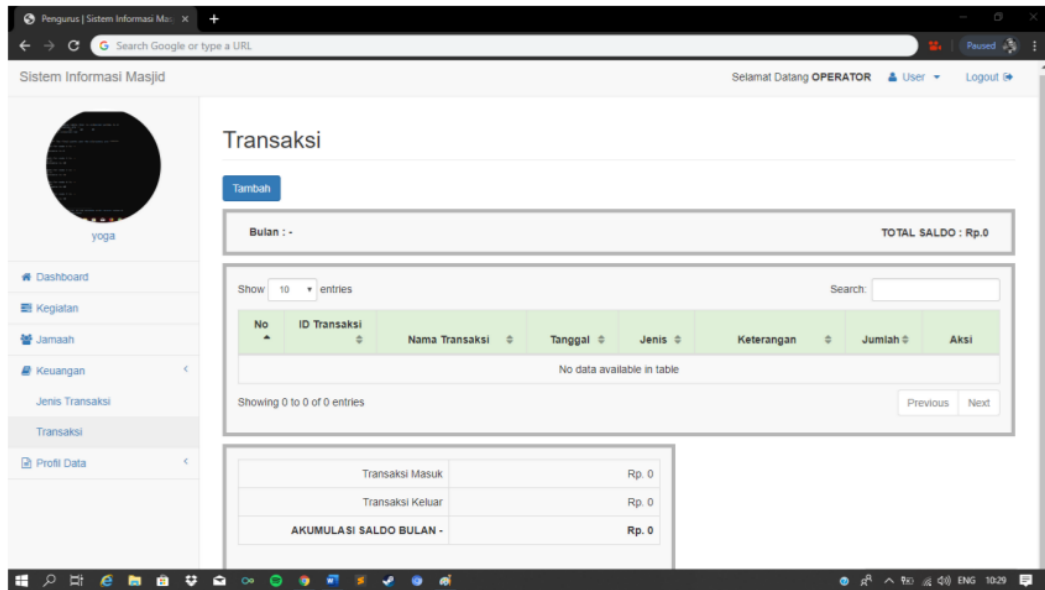 Pengurus | Sistem Informasi Mas
Search Google or type a URL
Paused
Sistem Informasi Masjid
Selamat Datang OPERATOR User Logout
yoga
Dashboard
Kegiatan
Jamaah
Keuangan
Jenis Transaksi
Transaksi
Profil Data
Transaksi
Tambah
Bulan : - TOTAL SALDO : Rp.0
Show 10 entries Search:
No ID Transaksi Nama Transaksi Tanggal Jenis Keterangan Jumlah Aksi
No data available in table
Showing 0 to 0 of 0 entries Previous Next
Transaksi Masuk Rp. 0
Transaksi Keluar Rp. 0
AKUMULASI SALDO BULAN - Rp. 0
ENG 10:29